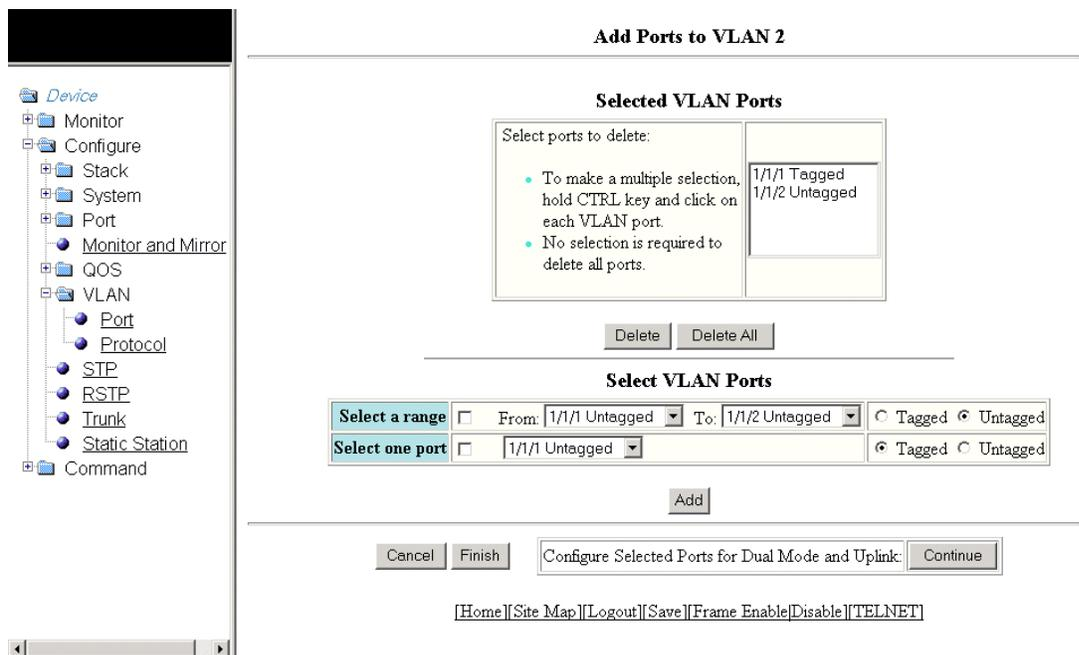 Device
Monitor
Configure
Stack
System
Port
Monitor and Mirror
QOS
VLAN
Port
Protocol
STP
RSTP
Trunk
Static Station
Command
Add Ports to VLAN 2
Selected VLAN Ports
Select ports to delete:
To make a multiple selection,
hold CTRL key and click on
each VLAN port.
No selection is required to
delete all ports.
1/1/1 Tagged
1/1/2 Untagged
Delete Delete All
Select VLAN Ports
Select a range From: 1/1/1 Untagged To: 1/1/2 Untagged Tagged Untagged
Select one port 1/1/1 Untagged Tagged Untagged
Add
Cancel Finish Configure Selected Ports for Dual Mode and Uplink: Continue
[Home][Site Map][Logout][Save][Frame Enable|Disable][TELNET]